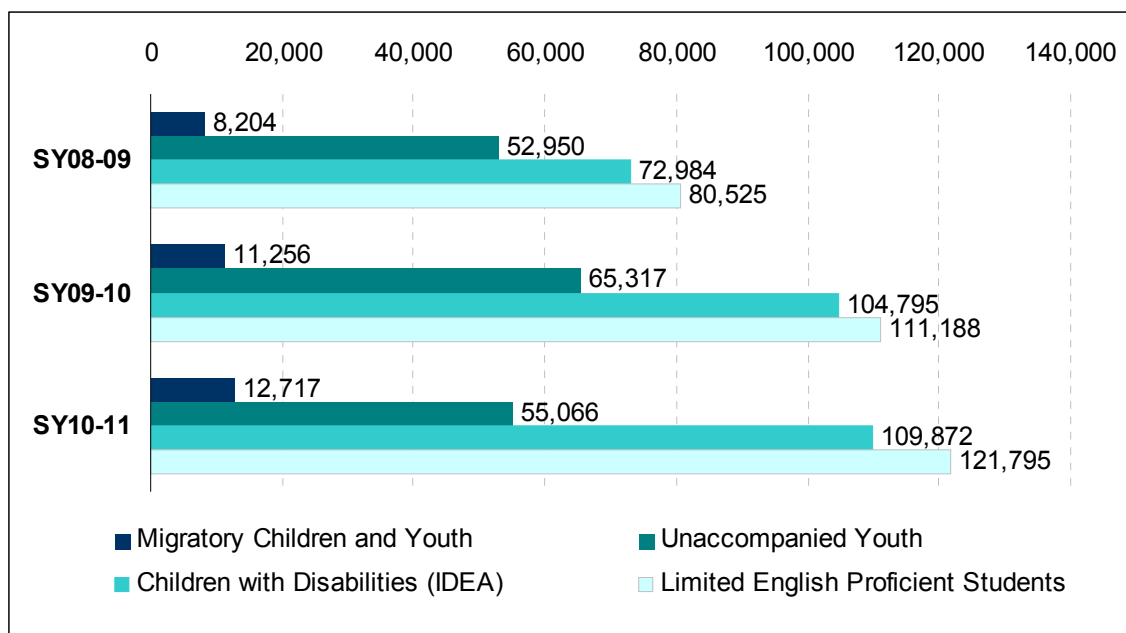 0 20,000 40,000 60,000 80,000 100,000 120,000 140,000
8,204
SY08-09
52,950
72,984
80,525
11,256
SY09-10
65,317
104,795
111,188
12,717
SY10-11
55,066
109,872
121,795
Migratory Children and Youth
Unaccompanied Youth
Children with Disabilities (IDEA)
Limited English Proficient Students